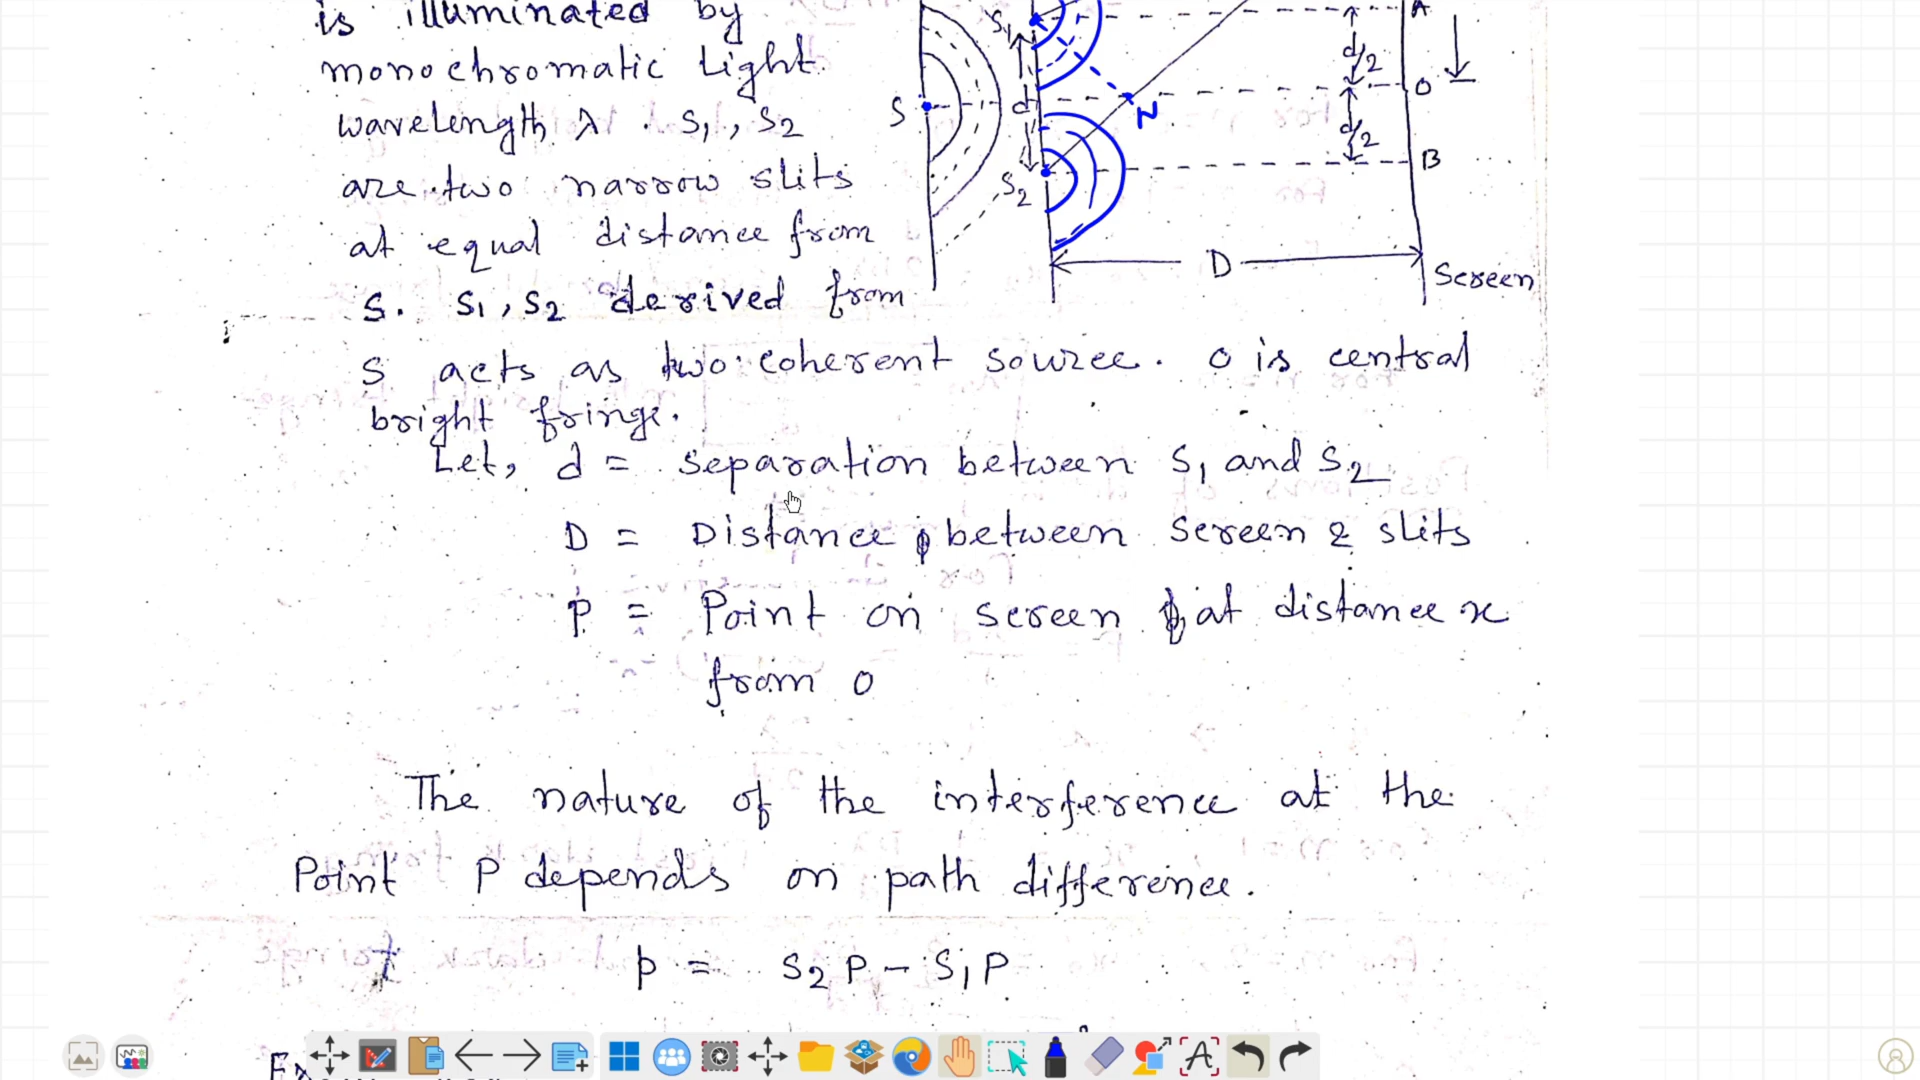 is illuminated by
monochromatic light
wavelength λ . S₁, S₂
are two narrow slits
at equal distance from
S. S₁, S₂ derived from
S acts as two coherent source. O is central
bright fringe.
Let, d = separation between S₁ and S₂
D = Distance between screen & slits
P = Point on screen at distance x
from O
The nature of the interference at the
Point P depends on path difference.
p = S₂P - S₁P
S₁
S
d
S₂
N
A
d/2
O
d/2
B
D
Screen